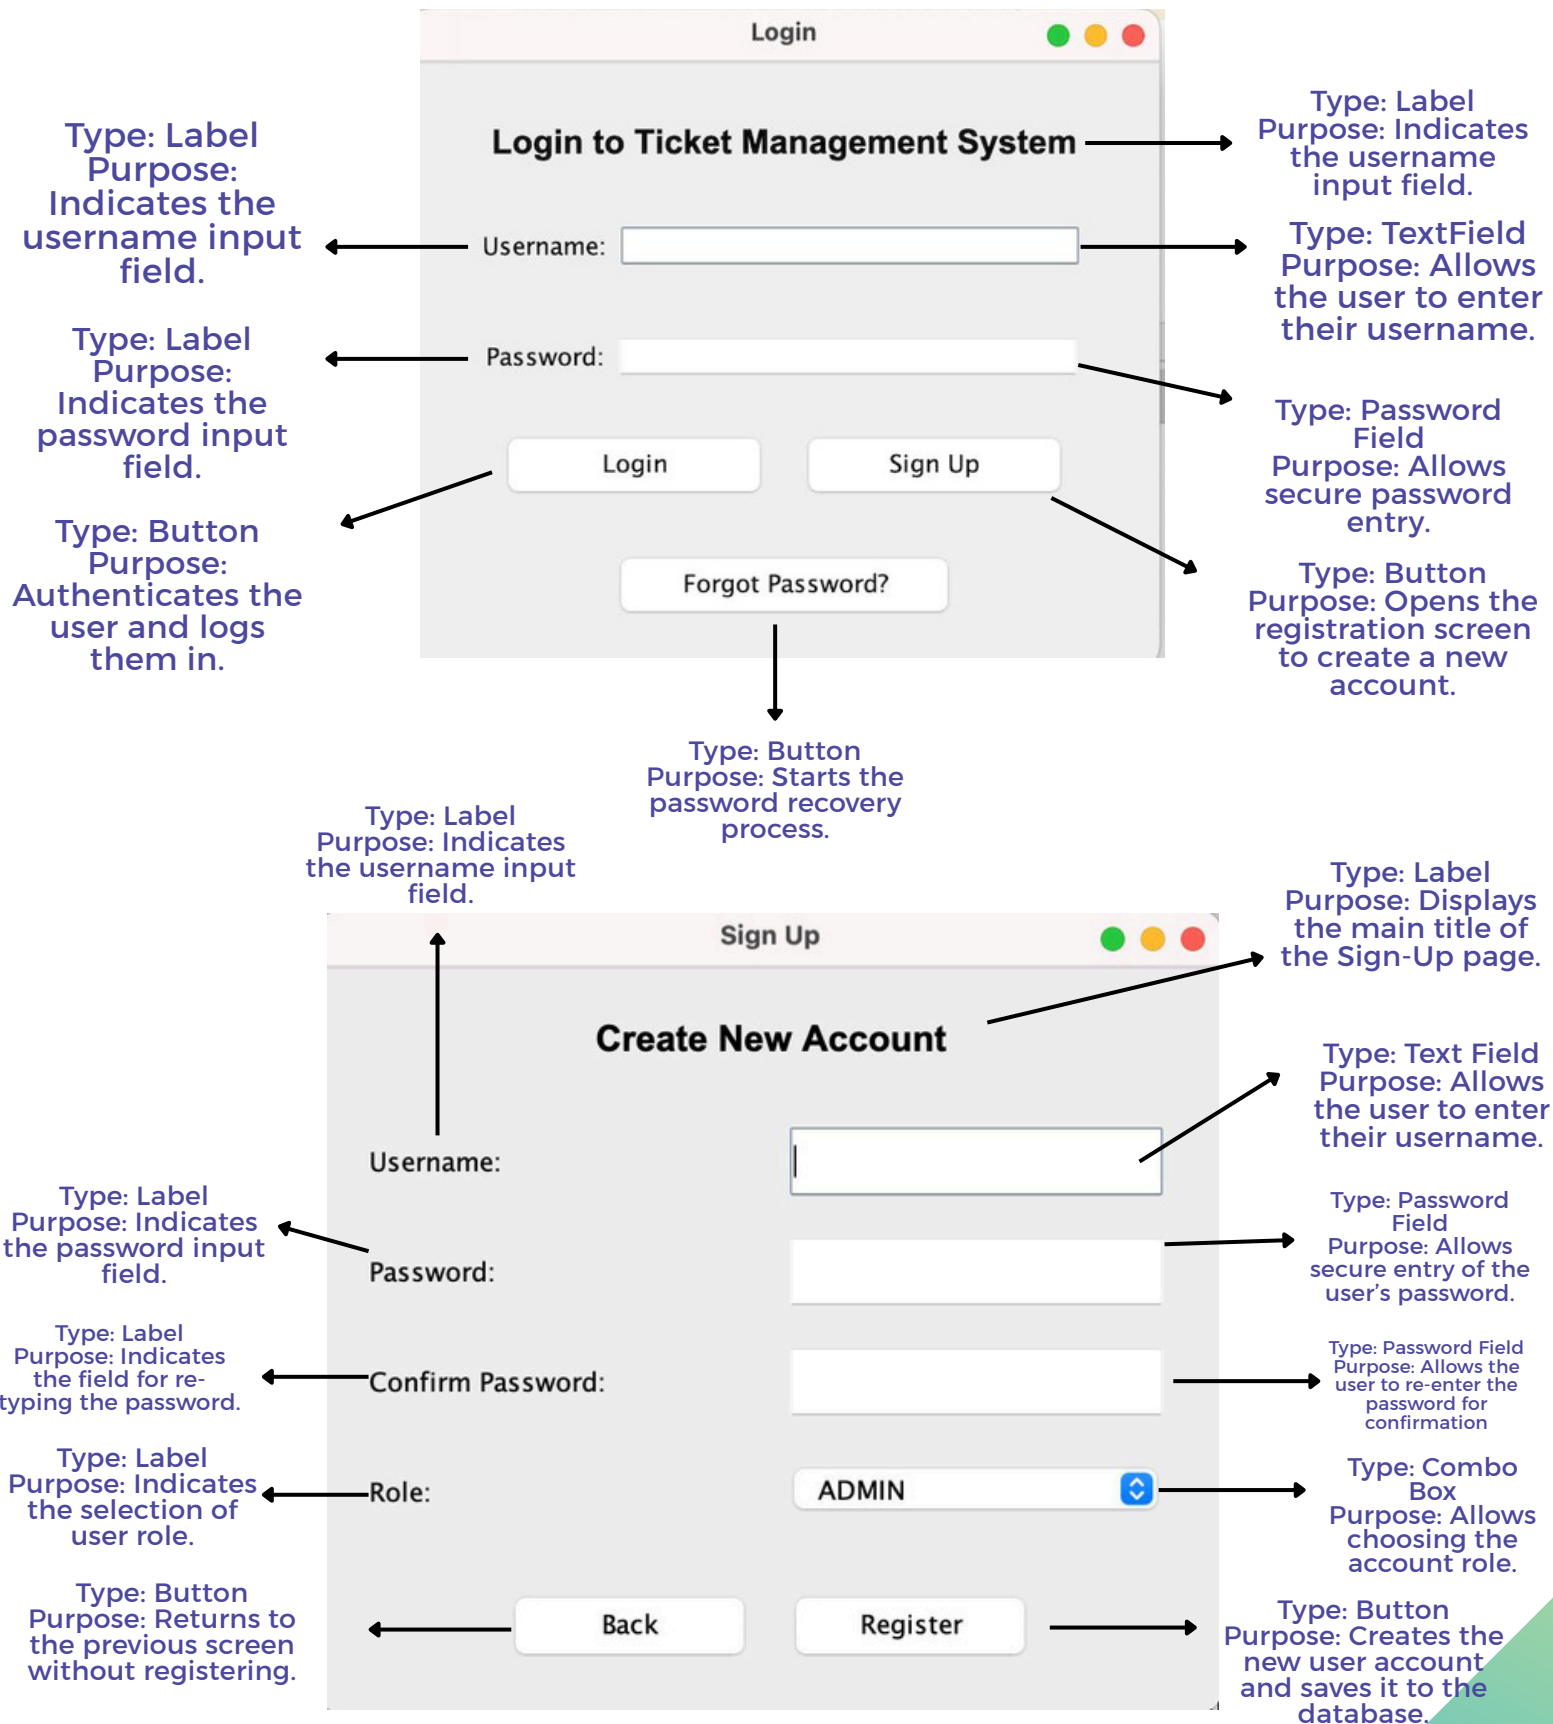 Login
Login to Ticket Management System
Type: Label
Purpose: Indicates
the username
input field.
Type: Label
Purpose:
Indicates the
username input
field.
Username:
Type: TextField
Purpose: Allows
the user to enter
their username.
Type: Label
Purpose:
Indicates the
password input
field.
Password:
Type: Password
Field
Purpose: Allows
secure password
entry.
Login
Sign Up
Type: Button
Purpose:
Authenticates the
user and logs
them in.
Forgot Password?
Type: Button
Purpose: Opens the
registration screen
to create a new
account.
Type: Button
Purpose: Starts the
password recovery
process.
Type: Label
Purpose: Indicates
the username input
field.
Type: Label
Purpose: Displays
the main title of
the Sign-Up page.
Sign Up
Create New Account
Type: Text Field
Purpose: Allows
the user to enter
their username.
Username:
Type: Label
Purpose: Indicates
the password input
field.
Password:
Type: Password
Field
Purpose: Allows
secure entry of the
user's password.
Type: Label
Purpose: Indicates
the field for re-
typing the password.
Confirm Password:
Type: Password Field
Purpose: Allows the
user to re-enter the
password for
confirmation
Type: Label
Purpose: Indicates
the selection of
user role.
Role:
ADMIN
Type: Combo
Box
Purpose: Allows
choosing the
account role.
Type: Button
Purpose: Returns to
the previous screen
without registering.
Back
Register
Type: Button
Purpose: Creates the
new user account
and saves it to the
database.